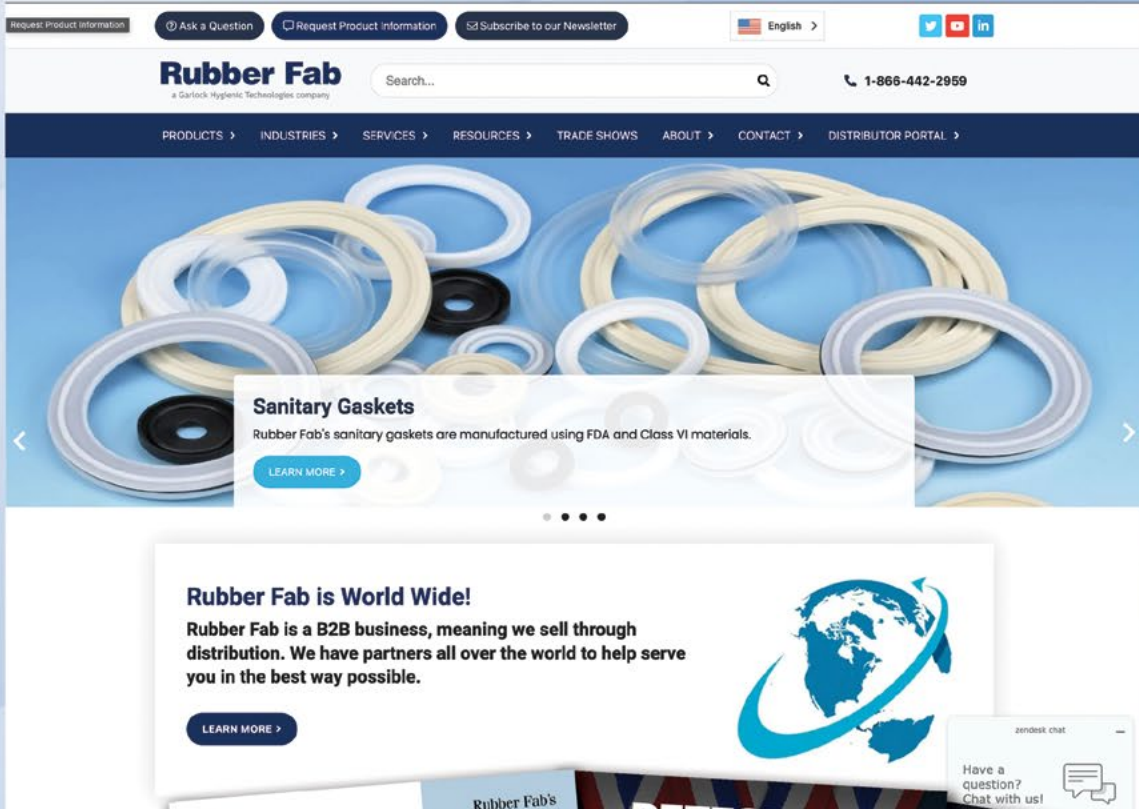 Request Product Information
Ask a Question
Request Product Information
Subscribe to our Newsletter
English
Rubber Fab
a Garlock Hygienic Technologies company
Search...
1-866-442-2959
PRODUCTS > INDUSTRIES > SERVICES > RESOURCES > TRADE SHOWS ABOUT > CONTACT > DISTRIBUTOR PORTAL >
Sanitary Gaskets
Rubber Fab's sanitary gaskets are manufactured using FDA and Class VI materials.
LEARN MORE >
Rubber Fab is World Wide!
Rubber Fab is a B2B business, meaning we sell through
distribution. We have partners all over the world to help serve
you in the best way possible.
LEARN MORE >
zendesk chat
Have a
question?
Chat with us!
Rubber Fab's